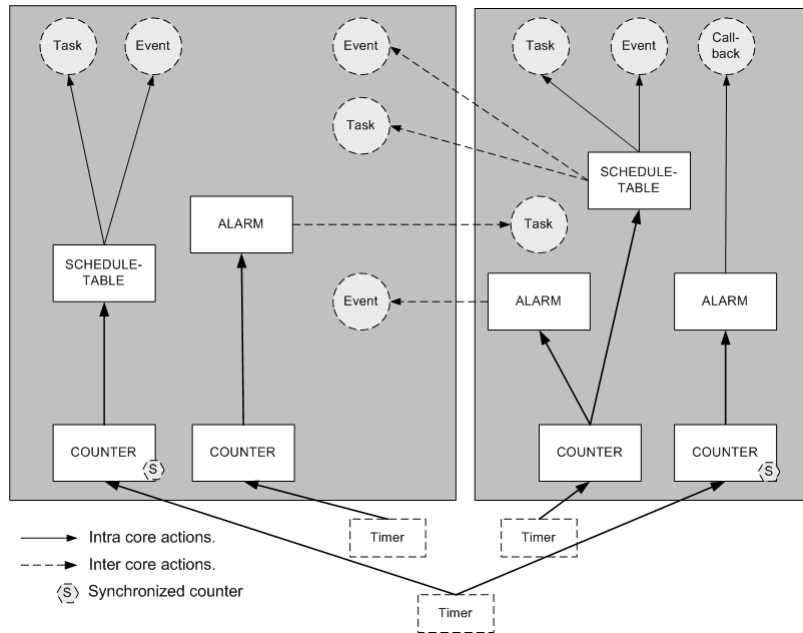 Task
Event
Event
Task
Event
Call-
back
Task
SCHEDULE-
TABLE
ALARM
Task
SCHEDULE-
TABLE
Event
ALARM
ALARM
COUNTER
S
COUNTER
COUNTER
COUNTER
S
Timer
Timer
Intra core actions.
Inter core actions.
S Synchronized counter
Timer